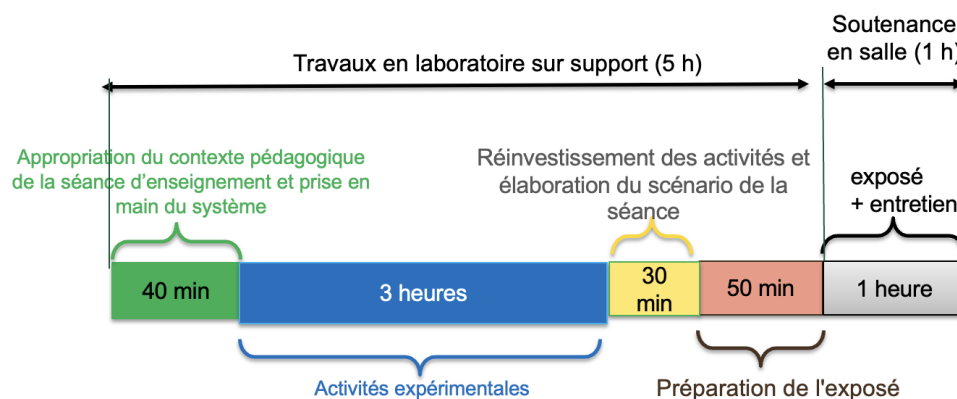 Soutenance
en salle (1 h)
Travaux en laboratoire sur support (5 h)
Appropriation du contexte pédagogique
de la séance d'enseignement et prise en
main du système
Réinvestissement des activités et
élaboration du scénario de la
séance
exposé
+ entretien
40 min
3 heures
30
min
50 min
1 heure
Activités expérimentales
Préparation de l'exposé